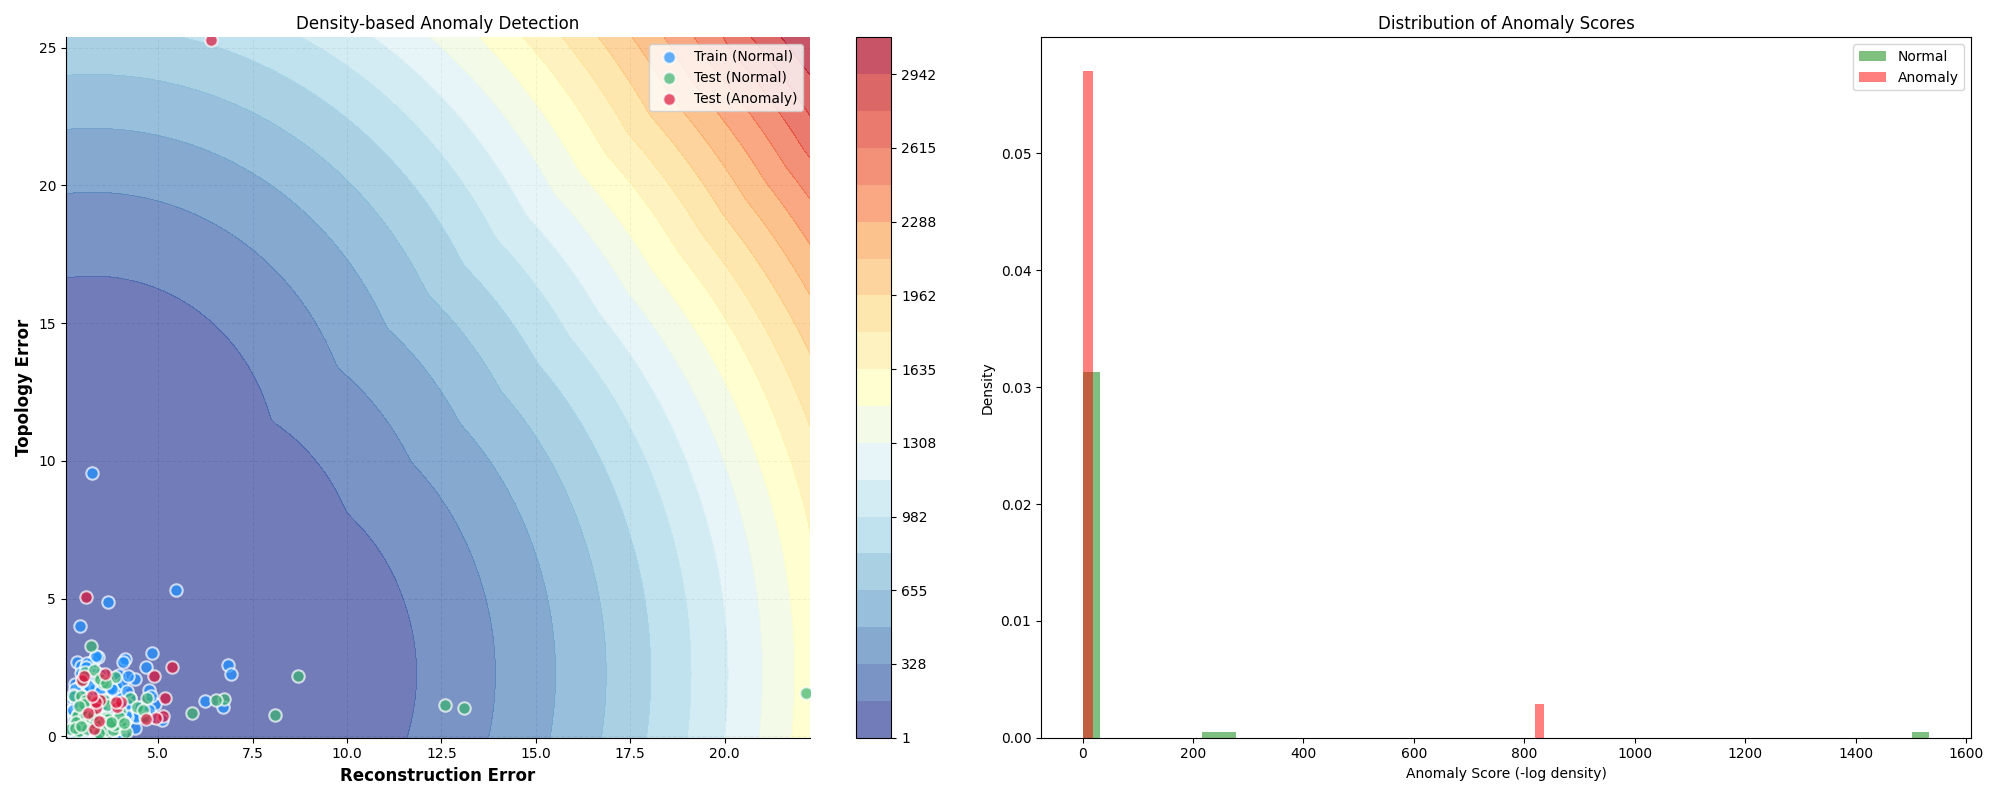 Density-based Anomaly Detection
Train (Normal)
Test (Normal)
Test (Anomaly)
25
20
15
10
5
0
Topology Error
5.0 7.5 10.0 12.5 15.0 17.5 20.0
Reconstruction Error
2942
2615
2288
1962
1635
1308
982
655
328
1
Distribution of Anomaly Scores
Normal
Anomaly
0.05
0.04
0.03
0.02
0.01
0.00
Density
0 200 400 600 800 1000 1200 1400 1600
Anomaly Score (-log density)